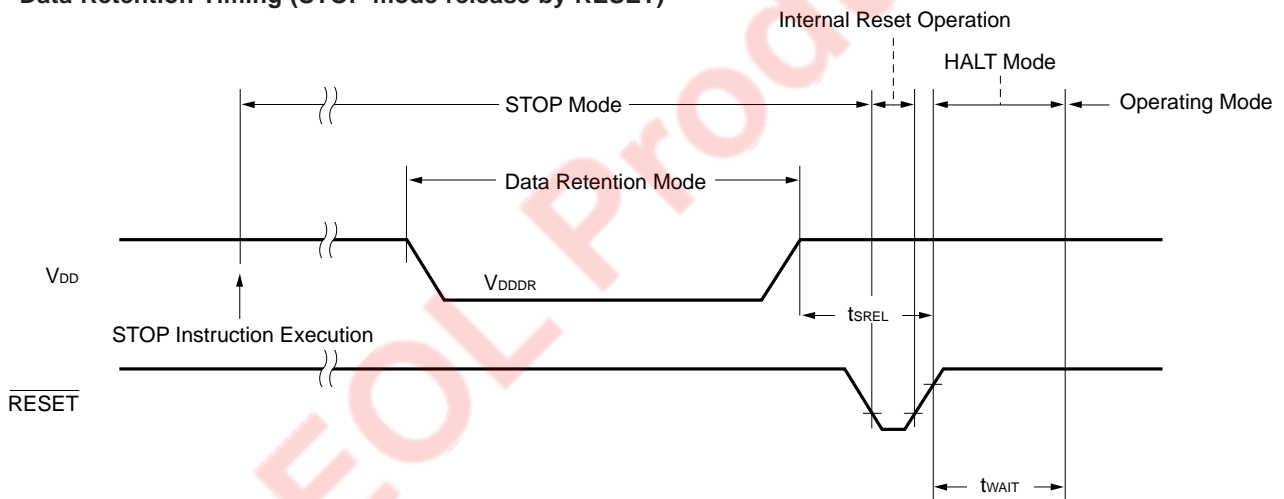 Data Retention Timing (STOP mode release by RESET)
Internal Reset Operation
HALT Mode
STOP Mode
Operating Mode
Data Retention Mode
VDD
VDDDR
tSREL
STOP Instruction Execution
RESET
tWAIT
EOL Produ